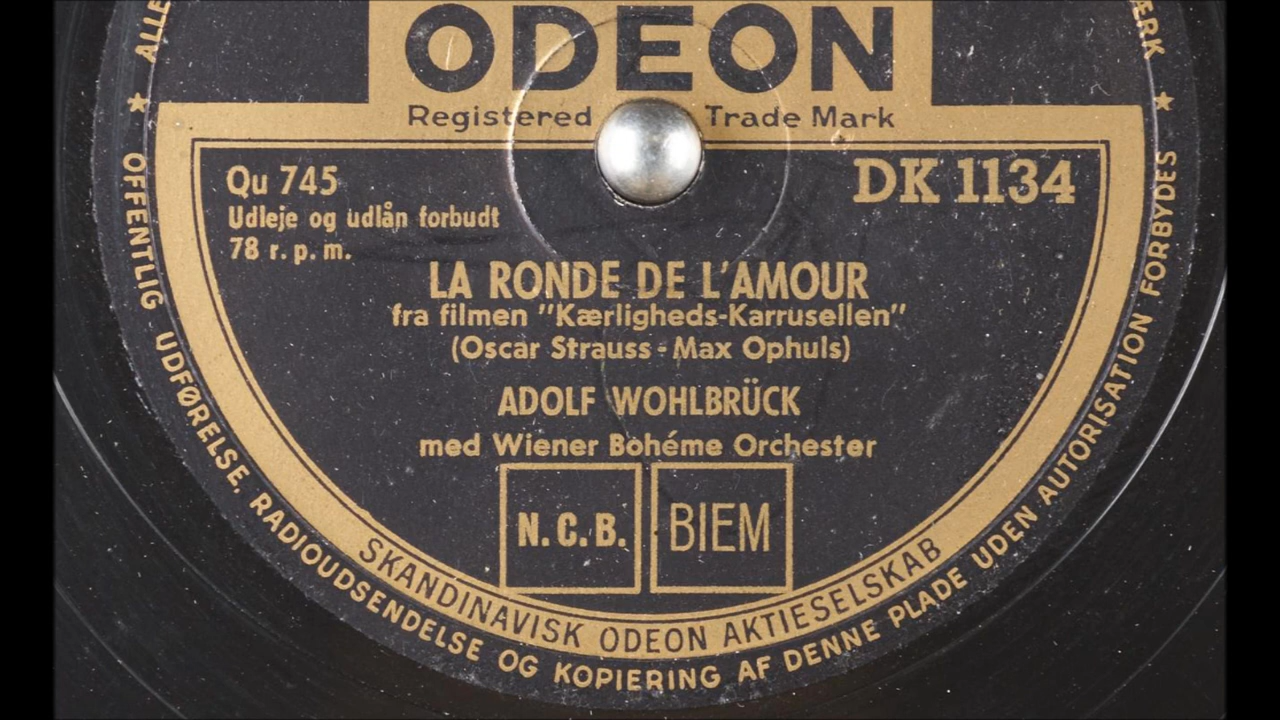 ODEON
Registered Trade Mark
Qu 745
DK 1134
Udleje og udlån forbudt
78 r. p. m.
LA RONDE DE L'AMOUR
fra filmen "Kærligheds-Karrusellen"
(Oscar Strauss - Max Ophuls)
ADOLF WOHLBRÜCK
med Wiener Bohéme Orchester
N.C.B. BIEM
SKANDINAVISK ODEON AKTIESELSKAB
OFFENTLIG UDFØRELSE, RADIOUDSENDELSE OG KOPIERING AF DENNE PLADE UDEN AUTORISATION FORBYDES